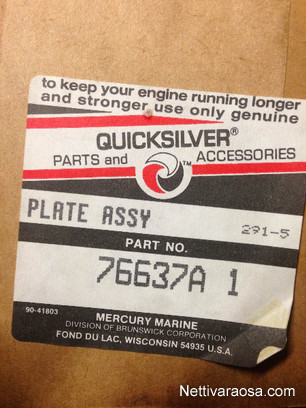 to keep your engine running longer
and stronger use only genuine
QUICKSILVER®
PARTS and ACCESSORIES
TM
PLATE ASSY 291-5
PART NO.
76637A 1
90-41803
MERCURY MARINE
DIVISION OF BRUNSWICK CORPORATION
FOND DU LAC, WISCONSIN 54935 U.S.A.
Nettivaraosa.com